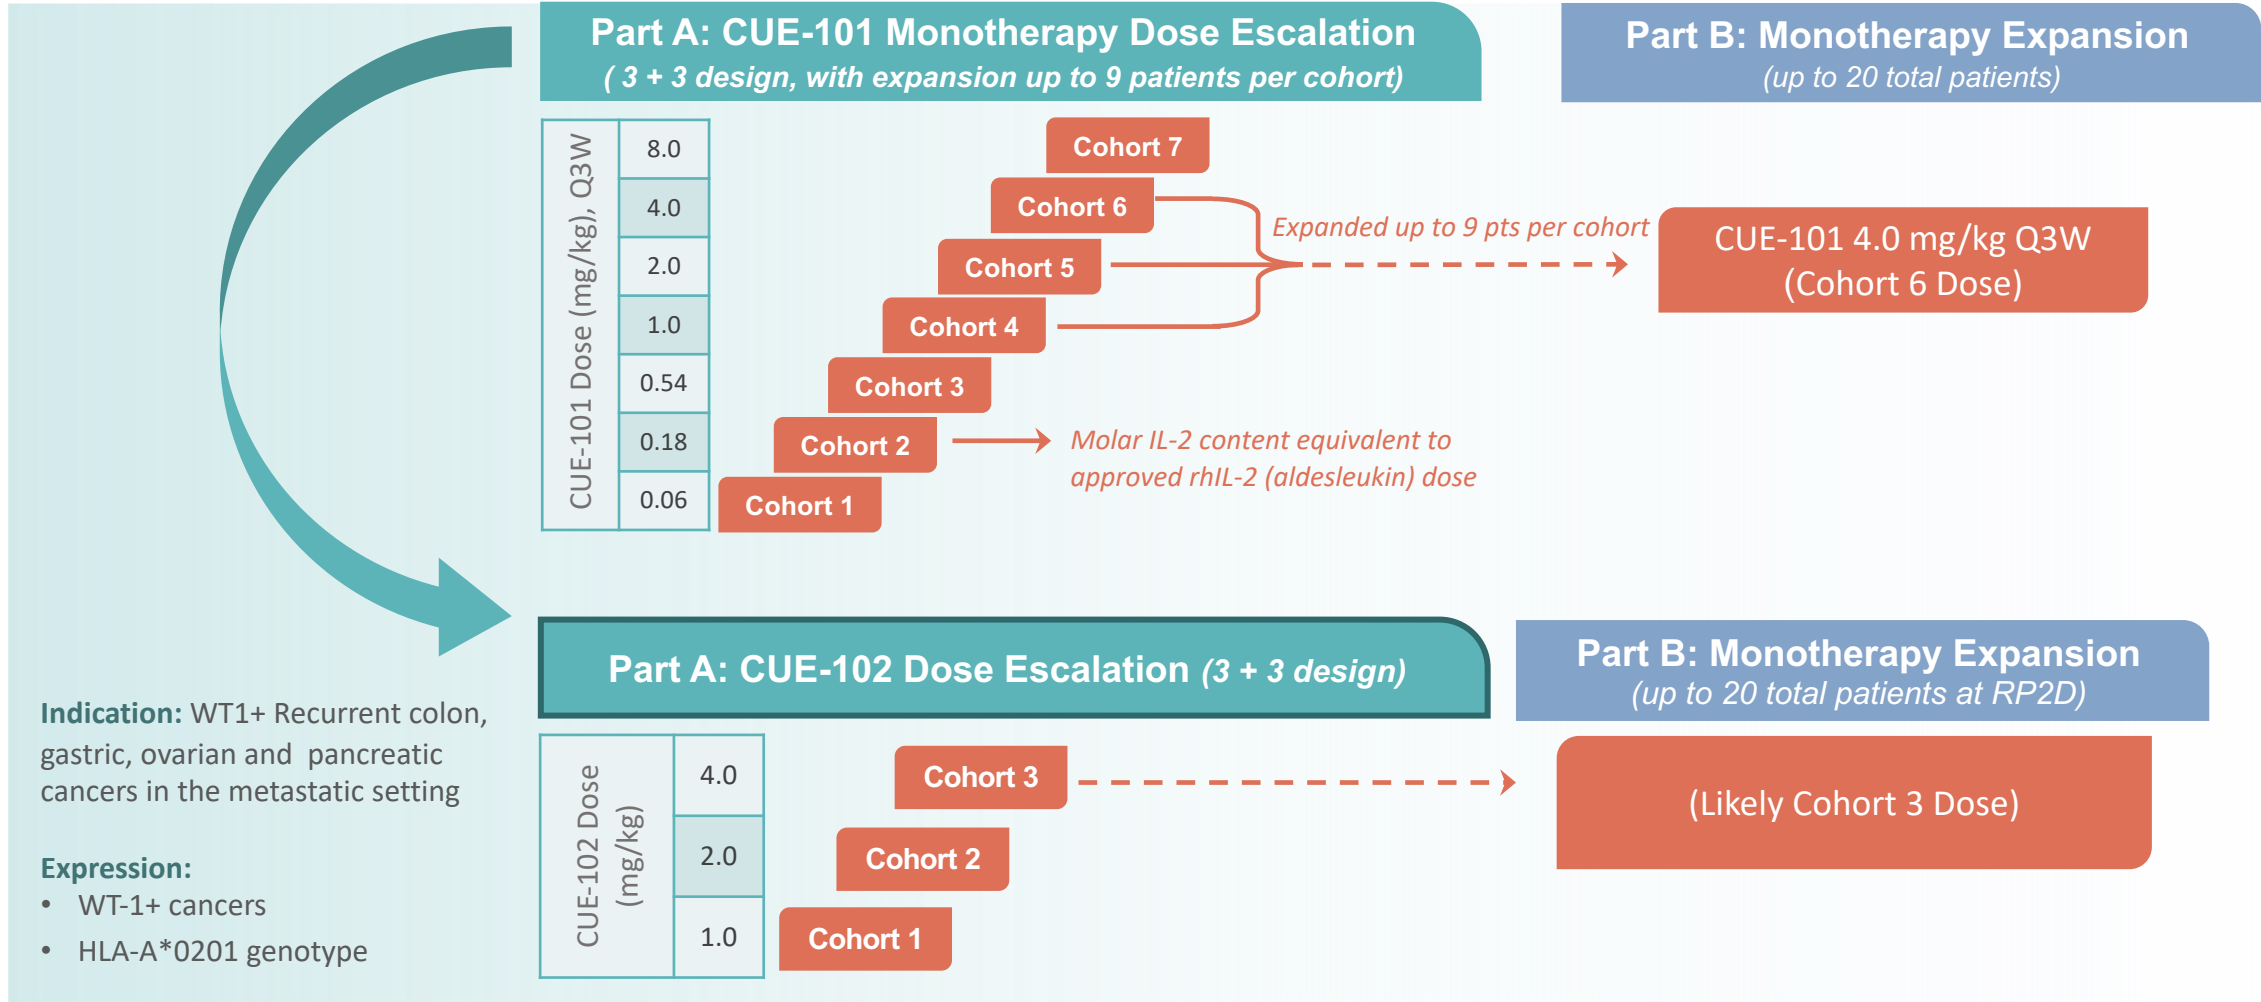 Part A: CUE-101 Monotherapy Dose Escalation
( 3 + 3 design, with expansion up to 9 patients per cohort)
Part B: Monotherapy Expansion
(up to 20 total patients)
CUE-101 Dose (mg/kg), Q3W
8.0
4.0
2.0
1.0
0.54
0.18
0.06
Cohort 7
Cohort 6
Cohort 5
Cohort 4
Cohort 3
Cohort 2
Cohort 1
Expanded up to 9 pts per cohort
CUE-101 4.0 mg/kg Q3W
(Cohort 6 Dose)
Molar IL-2 content equivalent to
approved rhIL-2 (aldesleukin) dose
Part A: CUE-102 Dose Escalation (3 + 3 design)
Part B: Monotherapy Expansion
(up to 20 total patients at RP2D)
Indication: WT1+ Recurrent colon,
gastric, ovarian and pancreatic
cancers in the metastatic setting
Expression:
• WT-1+ cancers
• HLA-A*0201 genotype
CUE-102 Dose
(mg/kg)
4.0
2.0
1.0
Cohort 3
Cohort 2
Cohort 1
(Likely Cohort 3 Dose)